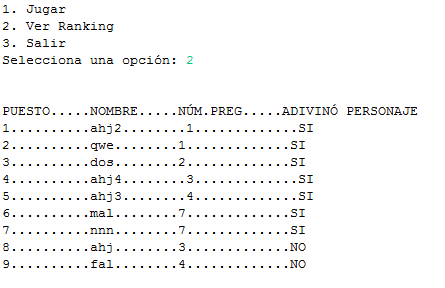 1. Jugar
2. Ver Ranking
3. Salir
Selecciona una opción: 2
PUESTO.....NOMBRE.....NÚM.PREG.....ADIVINÓ PERSONAJE
1..........ahj2........1.............SI
2..........qwe........1.............SI
3..........dos........2.............SI
4..........ahj4........3.............SI
5..........ahj3........4.............SI
6..........mal........7.............SI
7..........nnn........7.............SI
8..........ahj........3.............NO
9..........fal........4.............NO